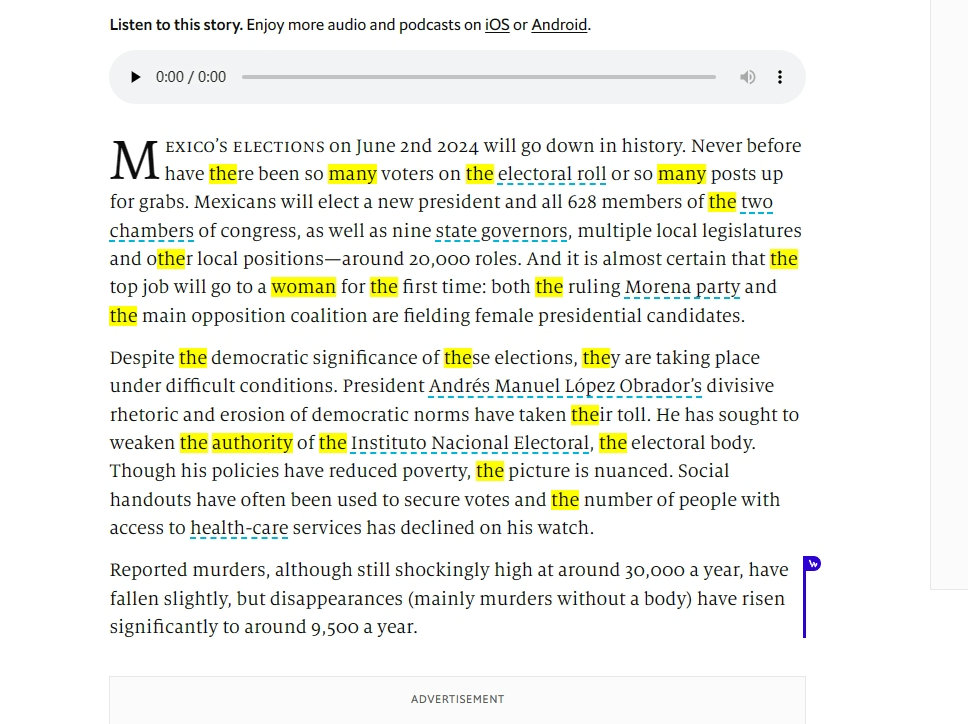 Listen to this story. Enjoy more audio and podcasts on iOS or Android.
0:00 / 0:00
MEXICO'S ELECTIONS on June 2nd 2024 will go down in history. Never before
have there been so many voters on the electoral roll or so many posts up
for grabs. Mexicans will elect a new president and all 628 members of the two
chambers of congress, as well as nine state governors, multiple local legislatures
and other local positions—around 20,000 roles. And it is almost certain that the
top job will go to a woman for the first time: both the ruling Morena party and
the main opposition coalition are fielding female presidential candidates.
Despite the democratic significance of these elections, they are taking place
under difficult conditions. President Andrés Manuel López Obrador's divisive
rhetoric and erosion of democratic norms have taken their toll. He has sought to
weaken the authority of the Instituto Nacional Electoral, the electoral body.
Though his policies have reduced poverty, the picture is nuanced. Social
handouts have often been used to secure votes and the number of people with
access to health-care services has declined on his watch.
Reported murders, although still shockingly high at around 30,000 a year, have
fallen slightly, but disappearances (mainly murders without a body) have risen
significantly to around 9,500 a year.
ADVERTISEMENT